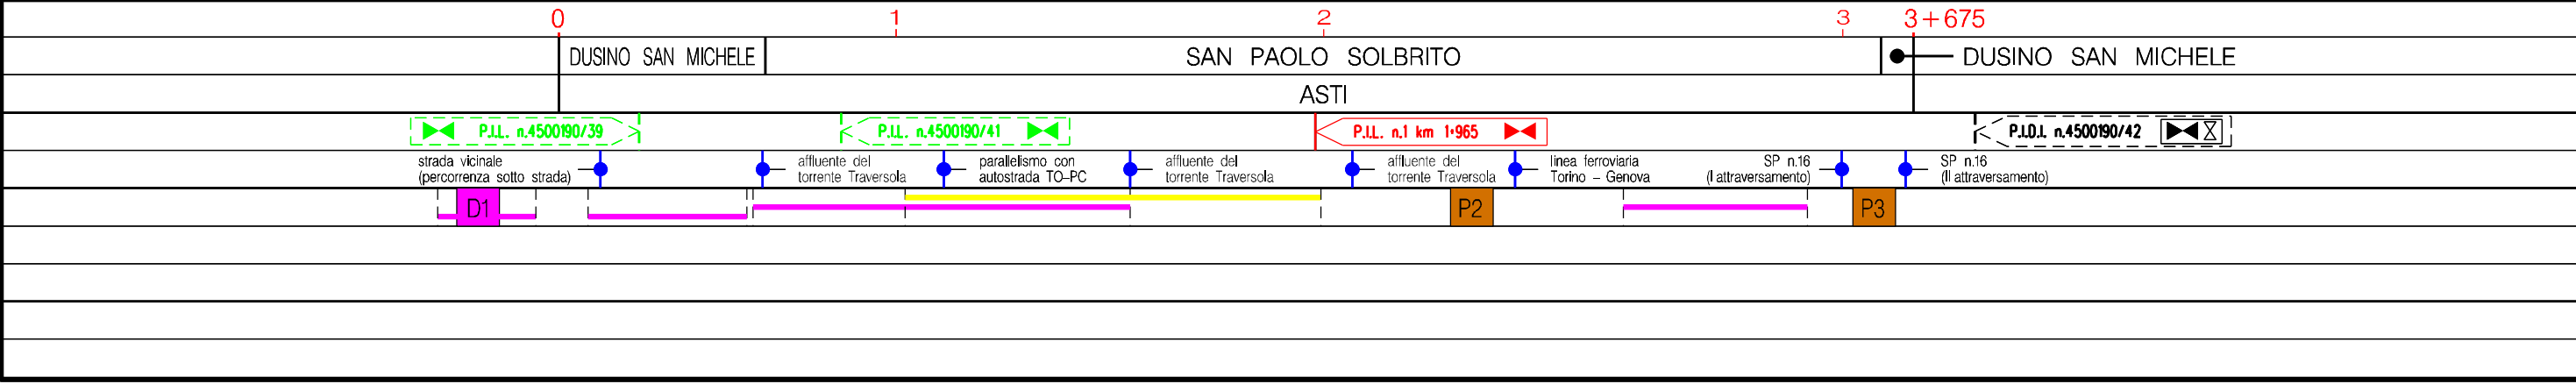 0 1 2 3 3+675
DUSINO SAN MICHELE SAN PAOLO SOLBRITO DUSINO SAN MICHELE
ASTI
P.I.L. n.4500190/39 P.I.L. n.4500190/41 P.I.L. n.1 km 1+965 P.I.D.I. n.4500190/42
strada vicinale affluente del parallelismo con affluente del affluente del linea ferroviaria SP n.16 SP n.16
(percorrenza sotto strada) torrente Traversola autostrada TO-PC torrente Traversola torrente Traversola Torino - Genova (I attraversamento) (II attraversamento)
D1 P2 P3